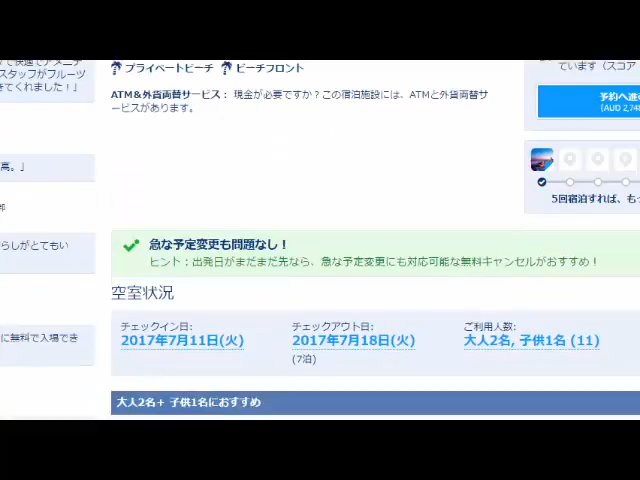 で快適でアメニテ
スタッフがフルーツ
きてくれました！」
高。」
郎
らしがとてもい
に無料で入場でき
プライベートビーチ ビーチフロント
ATM&外貨両替サービス： 現金が必要ですか？この宿泊施設には、ATMと外貨両替サ
ービスがあります。
急な予定変更も問題なし！
ヒント：出発日がまだまだ先なら、急な予定変更にも対応可能な無料キャンセルがおすすめ！
空室状況
チェックイン日:
2017年7月11日(火)
チェックアウト日:
2017年7月18日(火)
(7泊)
ご利用人数:
大人2名, 子供1名 (11)
大人2名＋ 子供1名におすすめ
ています（スコア
予約へ進
(AUD 2,74
5回宿泊すれば、もっ